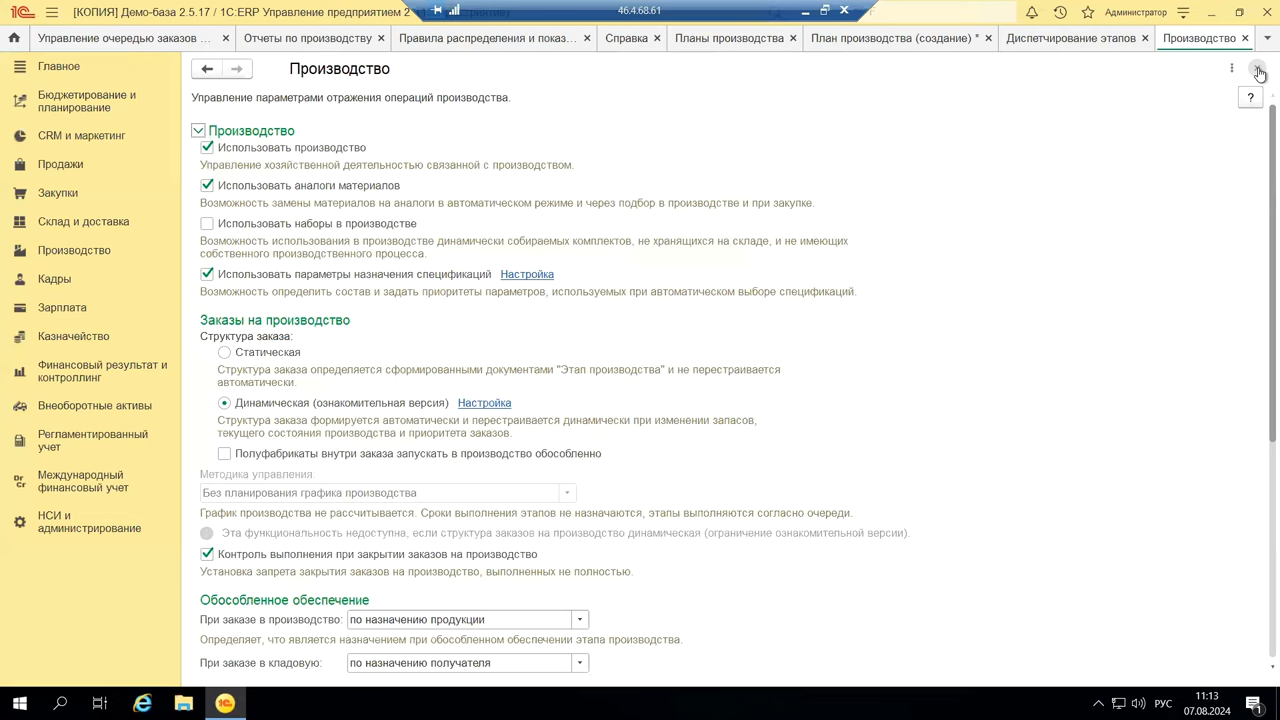 [КОПИЯ] Демо-база 2.5.17 / 1С:ERP Управление предприятием 2
46.4.68.61
Администратор
Управление очередью заказов ...
Отчеты по производству
Правила распределения и показ...
Справка
Планы производства
План производства (создание) *
Диспетчирование этапов
Производство
Главное
Бюджетирование и
планирование
CRM и маркетинг
Продажи
Закупки
Склад и доставка
Производство
Кадры
Зарплата
Казначейство
Финансовый результат и
контроллинг
Внеоборотные активы
Регламентированный
учет
Международный
финансовый учет
НСИ и
администрирование
Производство
?
Управление параметрами отражения операций производства.
Производство
Использовать производство
Управление хозяйственной деятельностью связанной с производством.
Использовать аналоги материалов
Возможность замены материалов на аналоги в автоматическом режиме и через подбор в производстве и при закупке.
Использовать наборы в производстве
Возможность использования в производстве динамически собираемых комплектов, не хранящихся на складе, и не имеющих
собственного производственного процесса.
Использовать параметры назначения спецификаций Настройка
Возможность определить состав и задать приоритеты параметров, используемых при автоматическом выборе спецификаций.
Заказы на производство
Структура заказа:
Статическая
Структура заказа определяется сформированными документами "Этап производства" и не перестраивается
автоматически.
Динамическая (ознакомительная версия) Настройка
Структура заказа формируется автоматически и перестраивается динамически при изменении запасов,
текущего состояния производства и приоритета заказов.
Полуфабрикаты внутри заказа запускать в производство обособленно
Методика управления:
Без планирования графика производства
График производства не рассчитывается. Сроки выполнения этапов не назначаются, этапы выполняются согласно очереди.
Эта функциональность недоступна, если структура заказов на производство динамическая (ограничение ознакомительной версии).
Контроль выполнения при закрытии заказов на производство
Установка запрета закрытия заказов на производство, выполненных не полностью.
Обособленное обеспечение
При заказе в производство: по назначению продукции
Определяет, что является назначением при обособленном обеспечении этапа производства.
При заказе в кладовую: по назначению получателя
РУС
11:13
07.08.2024
1